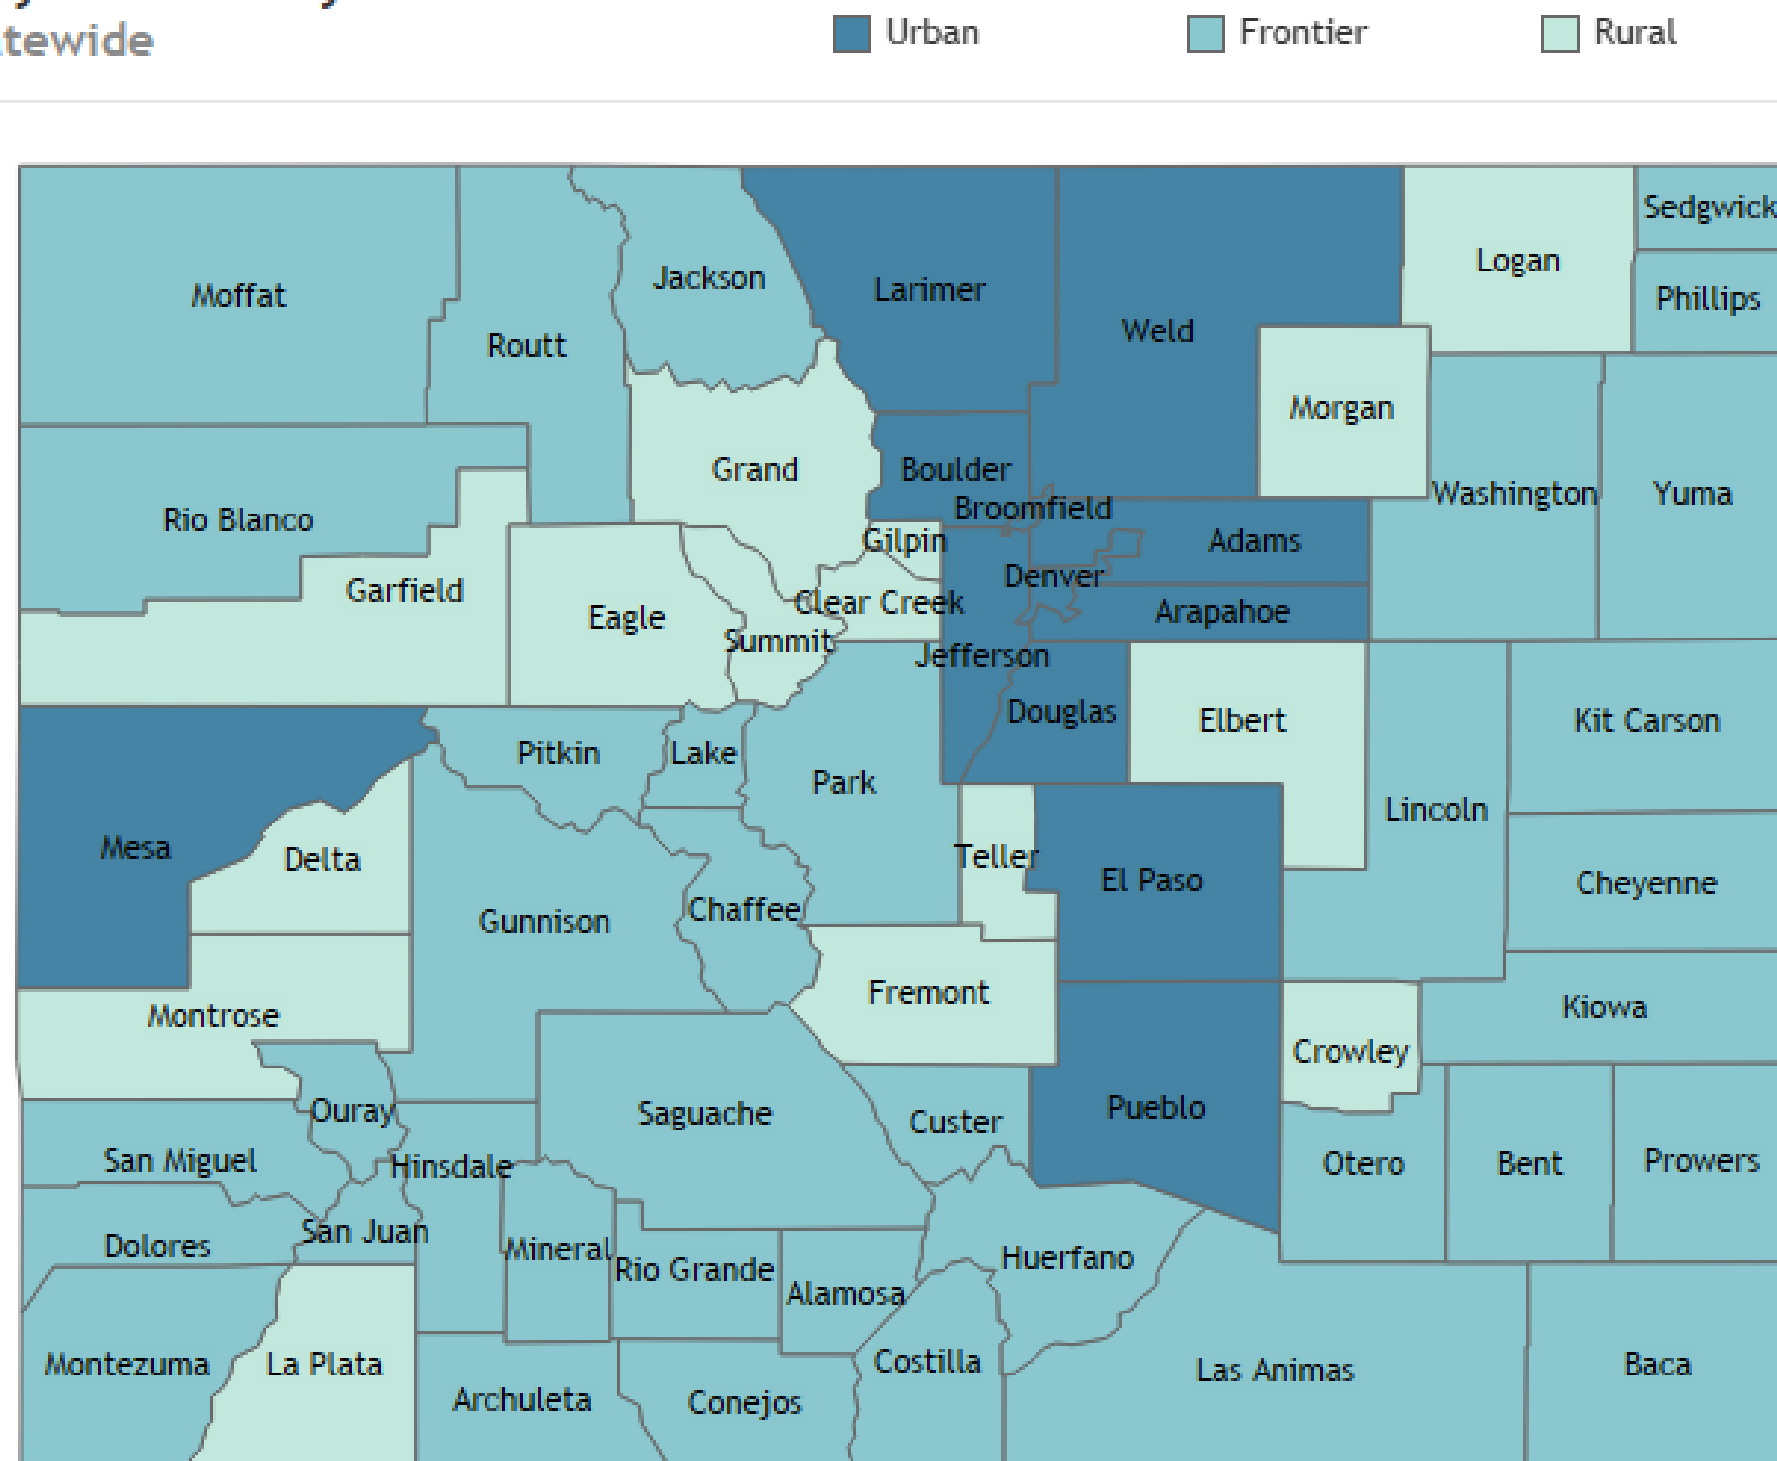 tewide
Urban
Frontier
Rural
Sedgwick
Logan
Jackson
Larimer
Moffat
Phillips
Weld
Routt
Morgan
Grand
Boulder
Washington
Yuma
Broomfield
Rio Blanco
Gilpin
Adams
Denver
Garfield
Clear Creek
Arapahoe
Eagle
Summit
Jefferson
Douglas
Elbert
Kit Carson
Pitkin
Lake
Park
Lincoln
Mesa
Delta
Teller
El Paso
Cheyenne
Chaffee
Gunnison
Fremont
Kiowa
Montrose
Crowley
Ouray
Saguache
Custer
Pueblo
San Miguel
Hinsdale
Otero
Bent
Prowers
San Juan
Dolores
Mineral
Huerfano
Rio Grande
Alamosa
Montezuma
La Plata
Costilla
Las Animas
Baca
Archuleta
Conejos